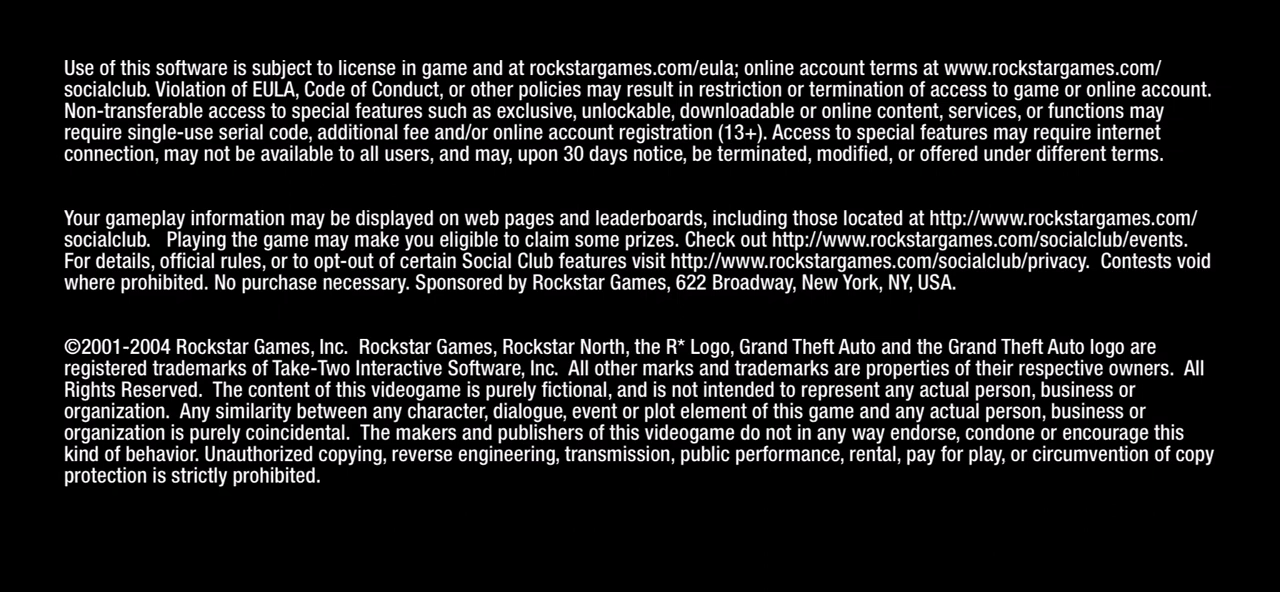 Use of this software is subject to license in game and at rockstargames.com/eula; online account terms at www.rockstargames.com/
socialclub. Violation of EULA, Code of Conduct, or other policies may result in restriction or termination of access to game or online account.
Non-transferable access to special features such as exclusive, unlockable, downloadable or online content, services, or functions may
require single-use serial code, additional fee and/or online account registration (13+). Access to special features may require internet
connection, may not be available to all users, and may, upon 30 days notice, be terminated, modified, or offered under different terms.
Your gameplay information may be displayed on web pages and leaderboards, including those located at http://www.rockstargames.com/
socialclub.   Playing the game may make you eligible to claim some prizes. Check out http://www.rockstargames.com/socialclub/events.
For details, official rules, or to opt-out of certain Social Club features visit http://www.rockstargames.com/socialclub/privacy.  Contests void
where prohibited. No purchase necessary. Sponsored by Rockstar Games, 622 Broadway, New York, NY, USA.
©2001-2004 Rockstar Games, Inc.  Rockstar Games, Rockstar North, the R* Logo, Grand Theft Auto and the Grand Theft Auto logo are
registered trademarks of Take-Two Interactive Software, Inc.  All other marks and trademarks are properties of their respective owners.  All
Rights Reserved.  The content of this videogame is purely fictional, and is not intended to represent any actual person, business or
organization.  Any similarity between any character, dialogue, event or plot element of this game and any actual person, business or
organization is purely coincidental.  The makers and publishers of this videogame do not in any way endorse, condone or encourage this
kind of behavior. Unauthorized copying, reverse engineering, transmission, public performance, rental, pay for play, or circumvention of copy
protection is strictly prohibited.